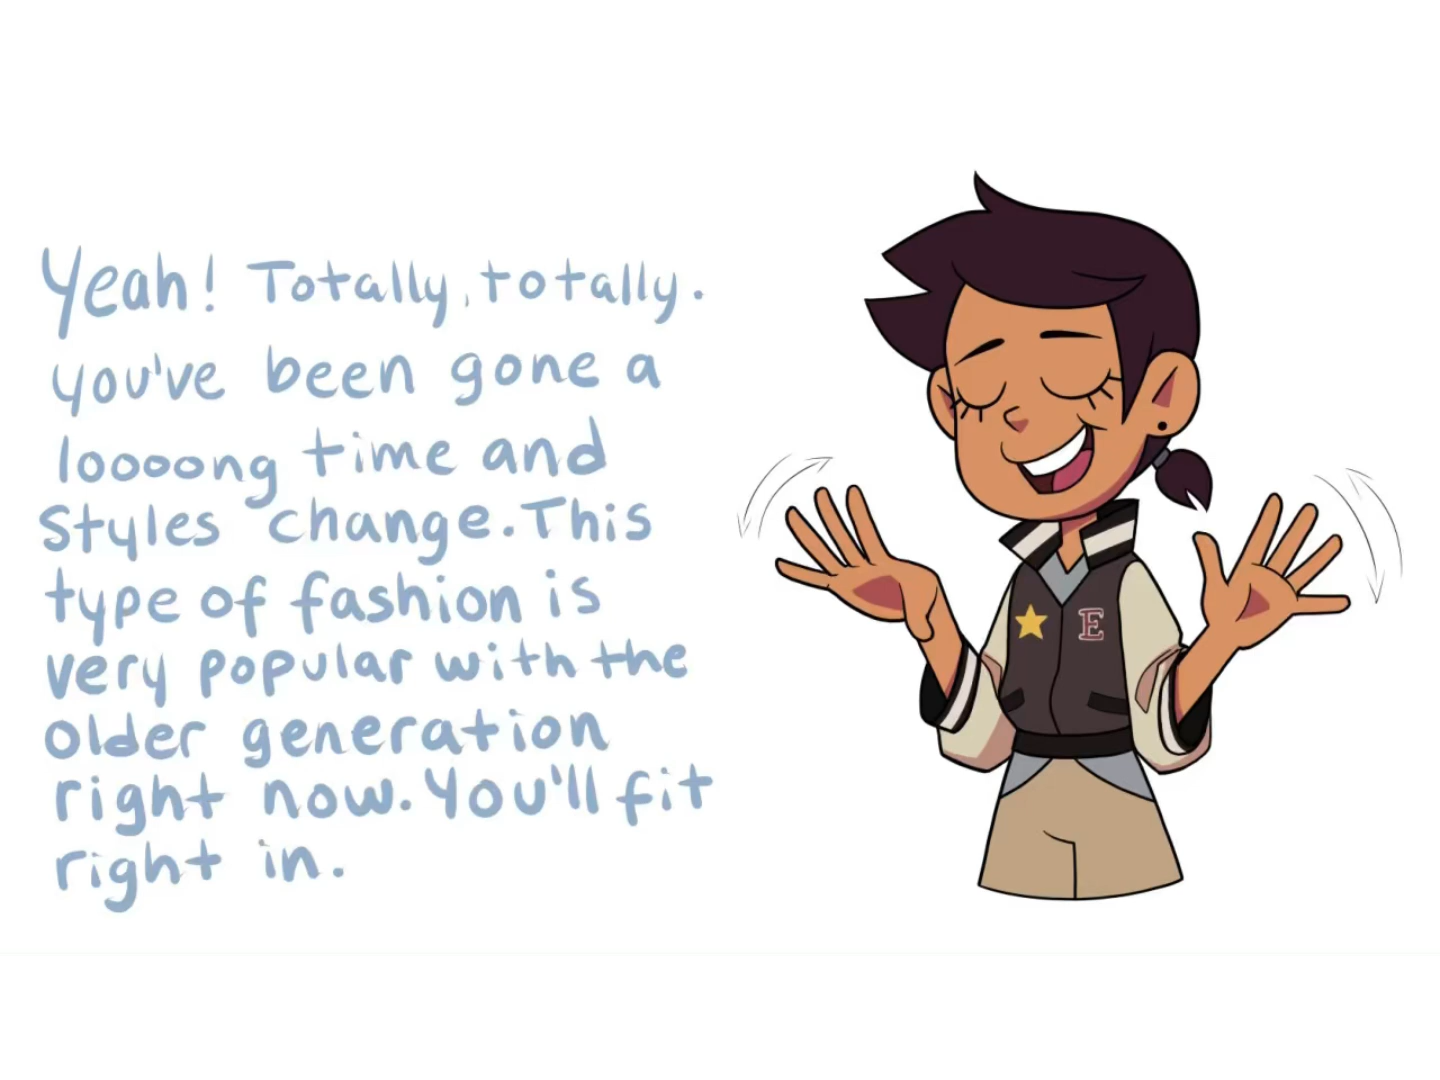 Yeah! Totally, totally.
you've been gone a
loooong time and
Styles change. This
type of fashion is
very popular with the
older generation
right now. You'll fit
right in.
E